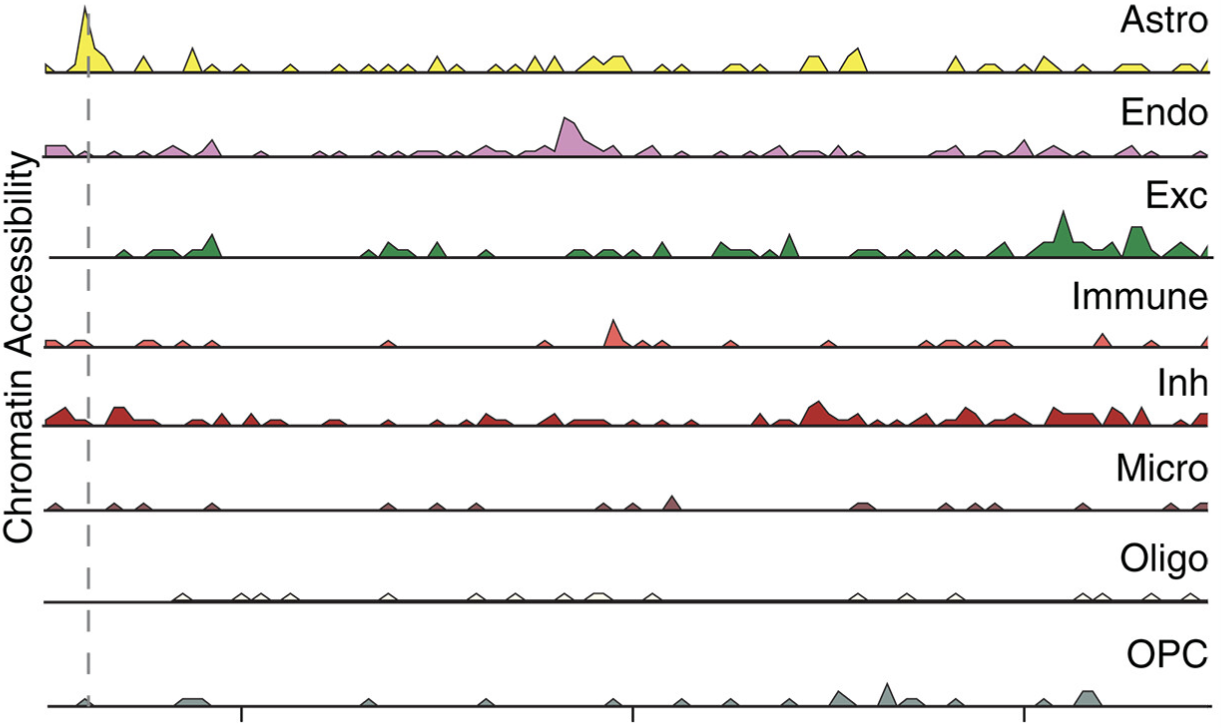 Astro
Endo
Exc
Immune
Inh
Micro
Oligo
OPC
Chromatin Accessibility